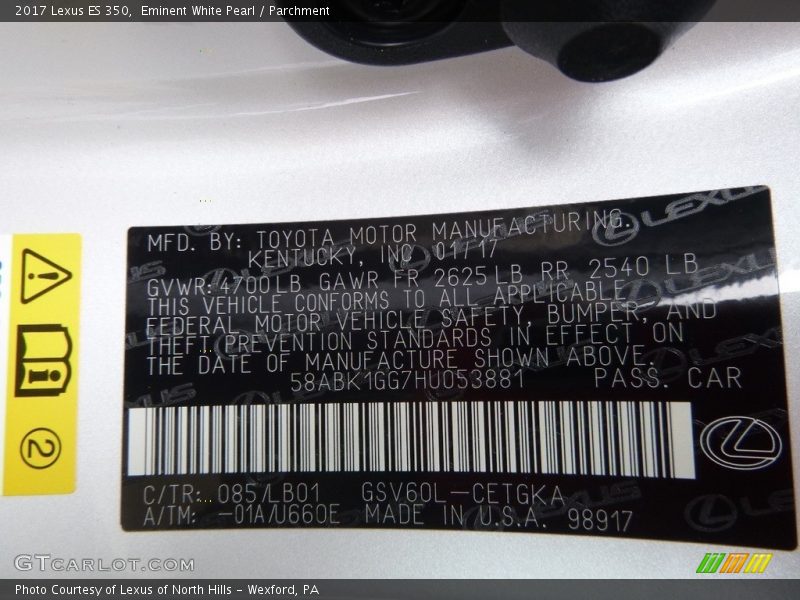 2017 Lexus ES 350,  Eminent White Pearl / Parchment
MFD. BY: TOYOTA MOTOR MANUFACTURING.
KENTUCKY, INC 01/17
GVWR: 4700LB GAWR FR 2625LB RR 2540 LB
THIS VEHICLE CONFORMS TO ALL APPLICABLE
FEDERAL MOTOR VEHICLE SAFETY, BUMPER, AND
THEFT PREVENTION STANDARDS IN EFFECT ON
THE DATE OF MANUFACTURE SHOWN ABOVE.
58ABK1GG7HU053881 PASS. CAR
C/TR: 085/LB01 GSV60L-CETGKA
A/TM: -01A/U660E MADE IN U.S.A. 98917
LEXUS
2
GTCARLOT.COM
Photo Courtesy of Lexus of North Hills – Wexford, PA